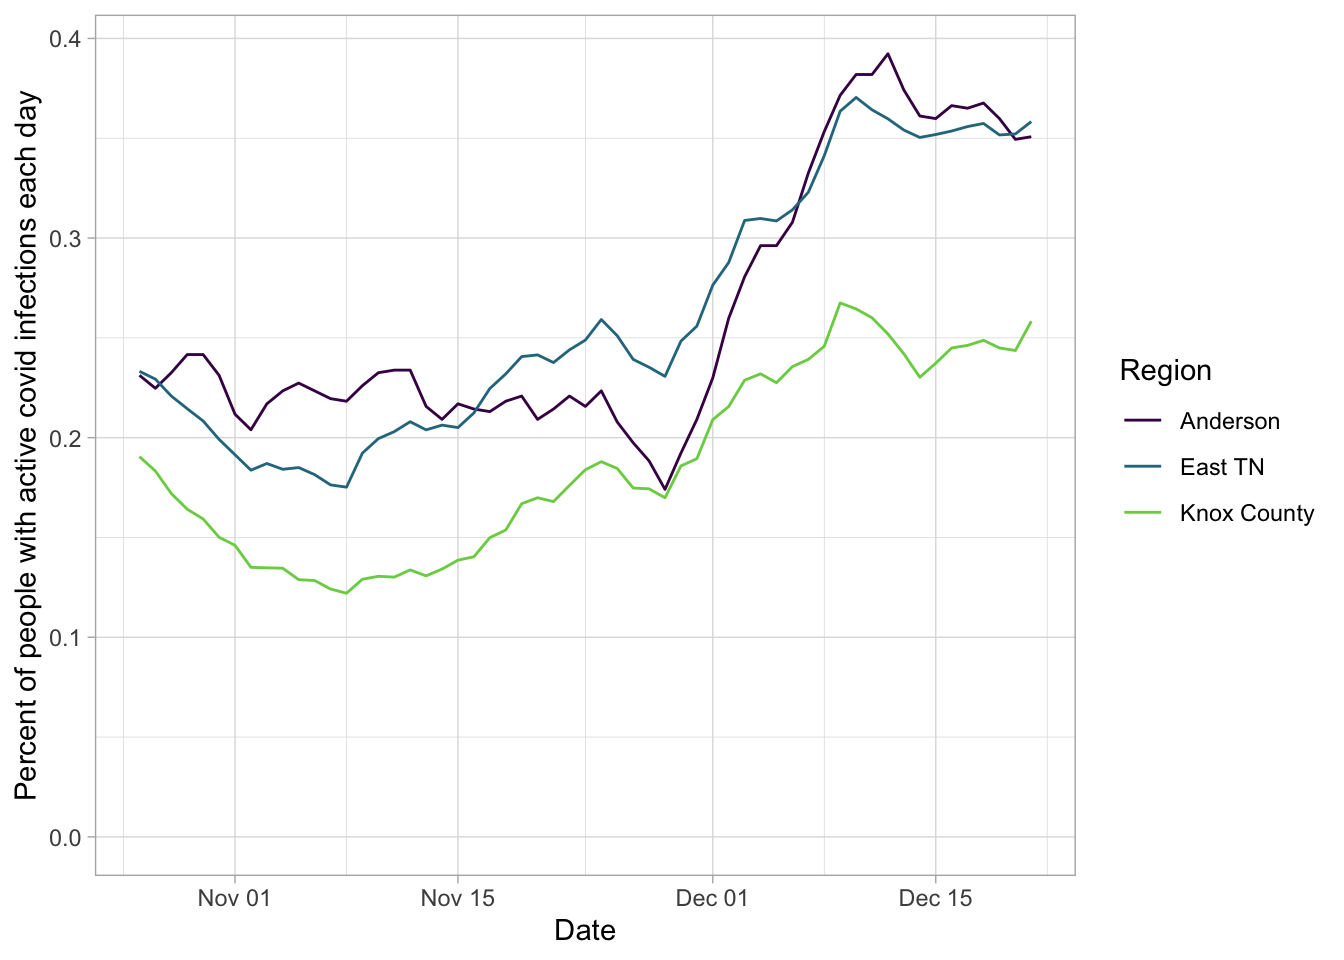 Percent of people with active covid infections each day
0.4
0.3
0.2
0.1
0.0
Nov 01
Nov 15
Dec 01
Dec 15
Date
Region
Anderson
East TN
Knox County